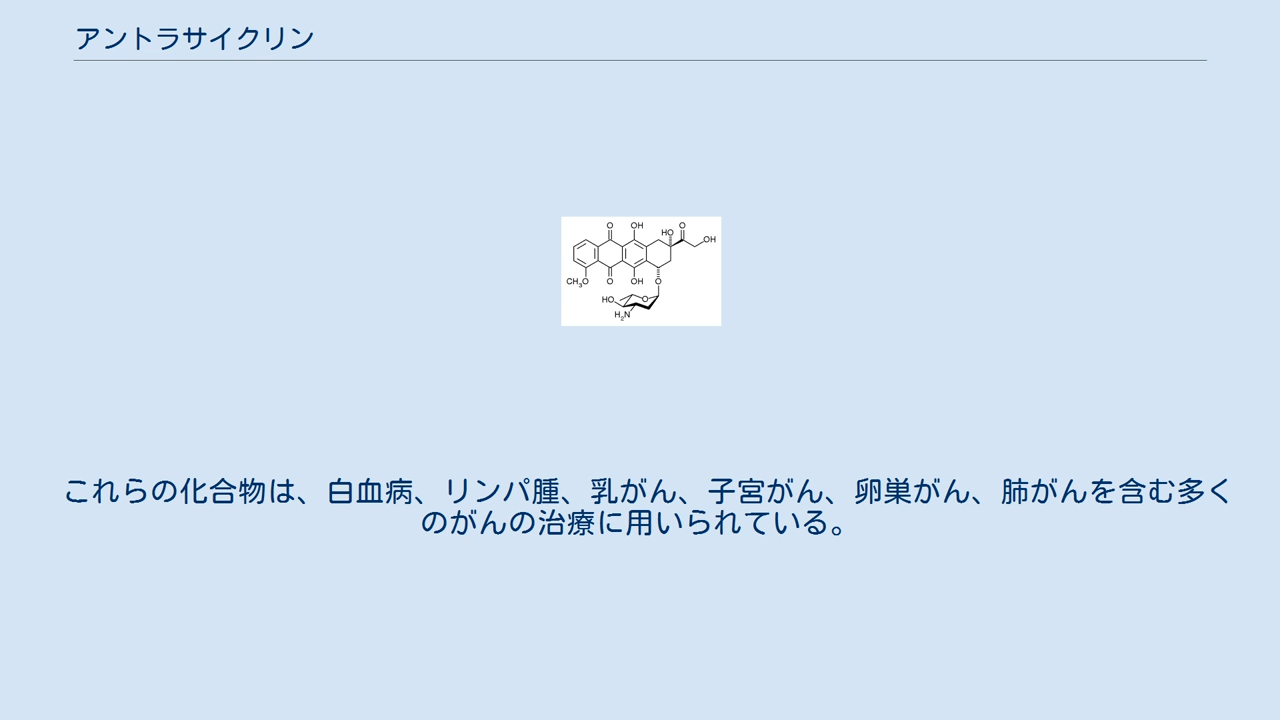 アントラサイクリン
O OH HO O OH
CH3O O OH O
HO O
H2N
これらの化合物は、白血病、リンパ腫、乳がん、子宮がん、卵巣がん、肺がんを含む多く
のがんの治療に用いられている。